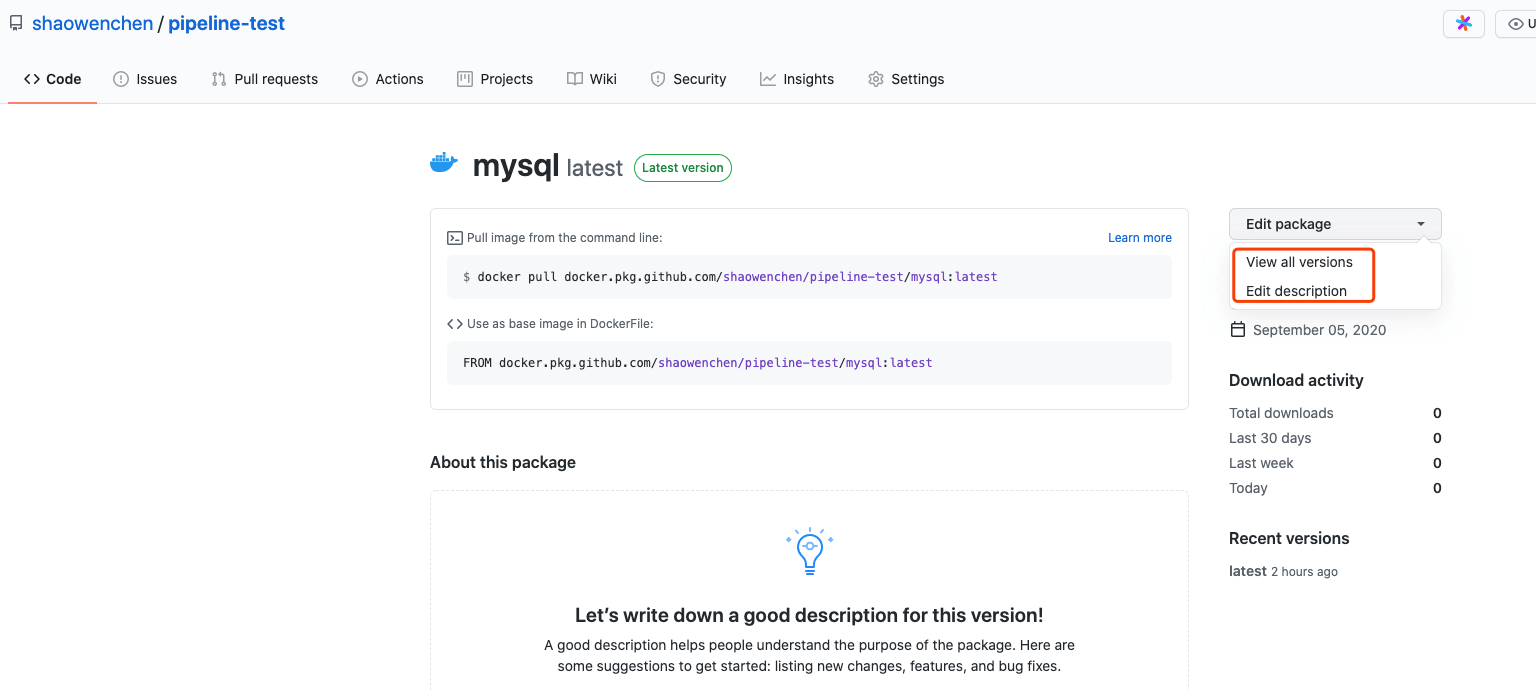 shaowenchen / pipeline-test
U
Code Issues Pull requests Actions Projects Wiki Security Insights Settings
mysql latest Latest version
Pull image from the command line: Learn more
$ docker pull docker.pkg.github.com/shaowenchen/pipeline-test/mysql:latest
Use as base image in DockerFile:
FROM docker.pkg.github.com/shaowenchen/pipeline-test/mysql:latest
About this package
Let’s write down a good description for this version!
A good description helps people understand the purpose of the package. Here are
some suggestions to get started: listing new changes, features, and bug fixes.
Edit package
View all versions
Edit description
September 05, 2020
Download activity
Total downloads 0
Last 30 days 0
Last week 0
Today 0
Recent versions
latest 2 hours ago